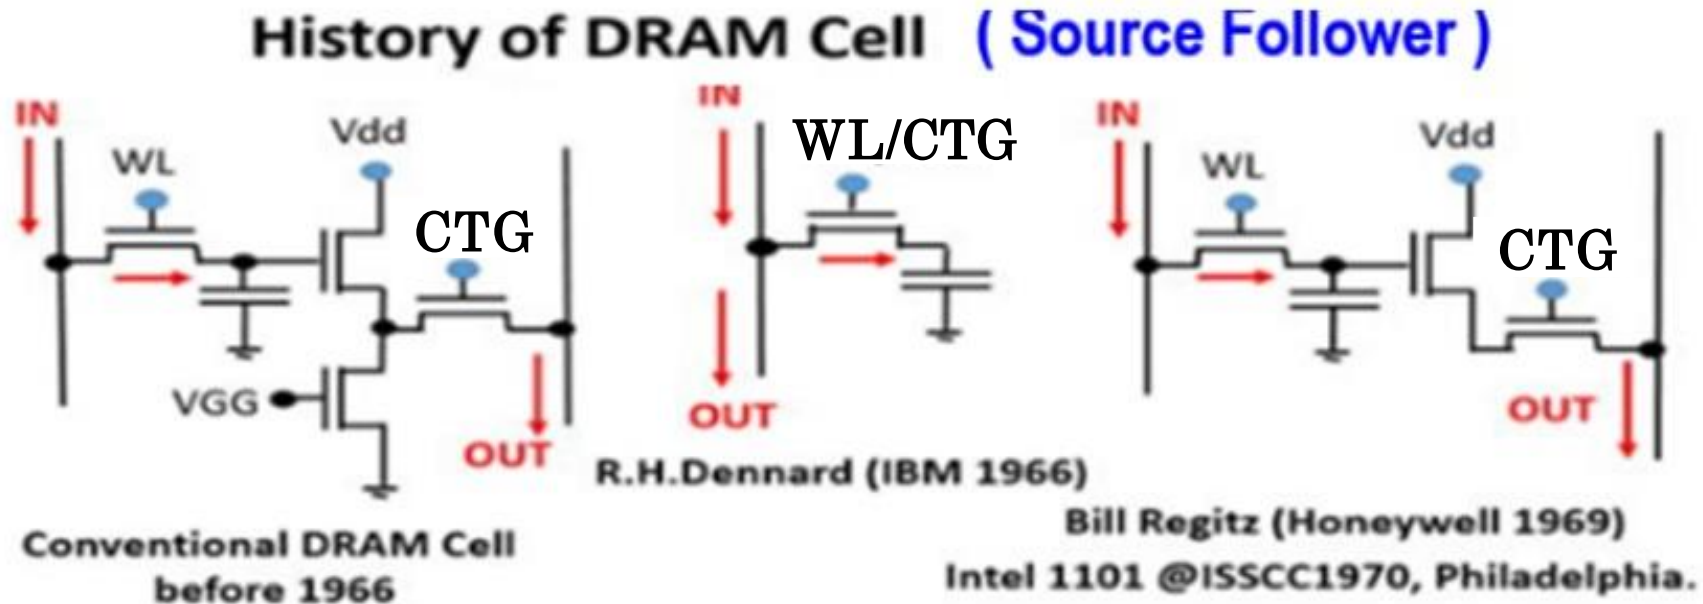 History of DRAM Cell ( Source Follower )
IN
WL
Vdd
CTG
VGG
OUT
Conventional DRAM Cell
before 1966
IN
WL/CTG
OUT
R.H.Dennard (IBM 1966)
IN
WL
Vdd
CTG
OUT
Bill Regitz (Honeywell 1969)
Intel 1101 @ISSCC1970, Philadelphia.